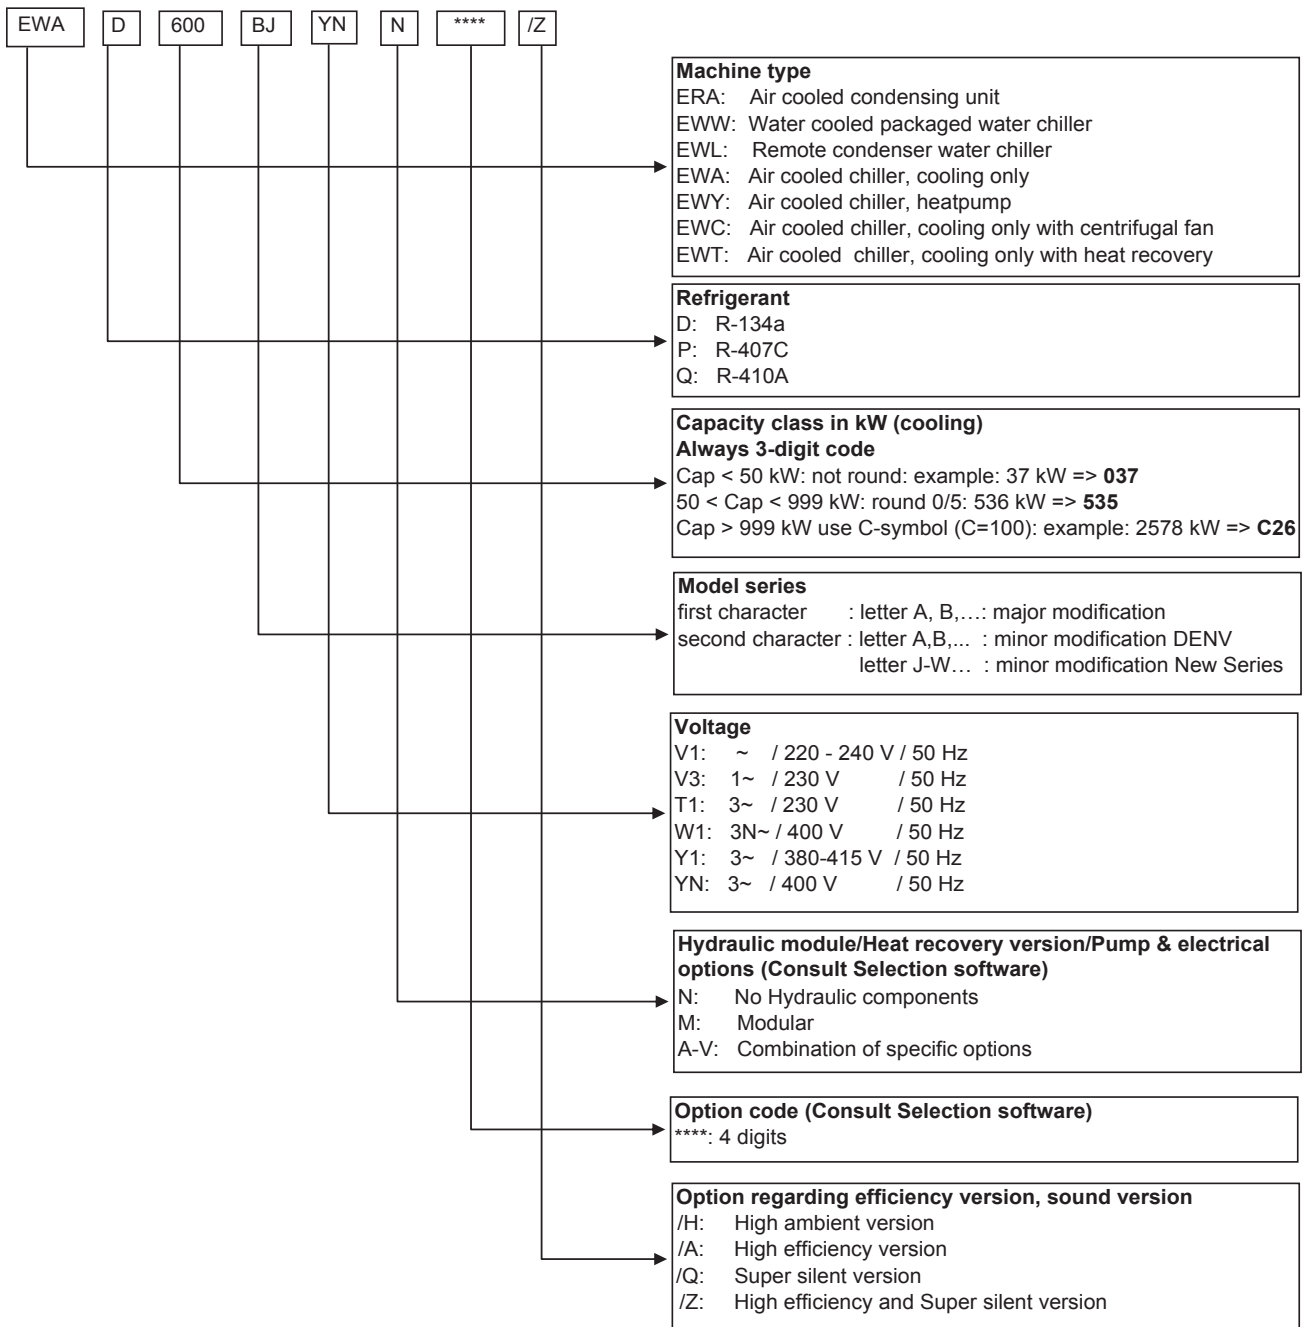 EWA D 600 BJ YN N **** /Z
Machine type
ERA: Air cooled condensing unit
EWW: Water cooled packaged water chiller
EWL: Remote condenser water chiller
EWA: Air cooled chiller, cooling only
EWY: Air cooled chiller, heatpump
EWC: Air cooled chiller, cooling only with centrifugal fan
EWT: Air cooled chiller, cooling only with heat recovery
Refrigerant
D: R-134a
P: R-407C
Q: R-410A
Capacity class in kW (cooling)
Always 3-digit code
Cap < 50 kW: not round: example: 37 kW => 037
50 < Cap < 999 kW: round 0/5: 536 kW => 535
Cap > 999 kW use C-symbol (C=100): example: 2578 kW => C26
Model series
first character : letter A, B,…: major modification
second character : letter A,B,... : minor modification DENV
letter J-W… : minor modification New Series
Voltage
V1: ~ / 220 - 240 V / 50 Hz
V3: 1~ / 230 V / 50 Hz
T1: 3~ / 230 V / 50 Hz
W1: 3N~ / 400 V / 50 Hz
Y1: 3~ / 380-415 V / 50 Hz
YN: 3~ / 400 V / 50 Hz
Hydraulic module/Heat recovery version/Pump & electrical
options (Consult Selection software)
N: No Hydraulic components
M: Modular
A-V: Combination of specific options
Option code (Consult Selection software)
****: 4 digits
Option regarding efficiency version, sound version
/H: High ambient version
/A: High efficiency version
/Q: Super silent version
/Z: High efficiency and Super silent version